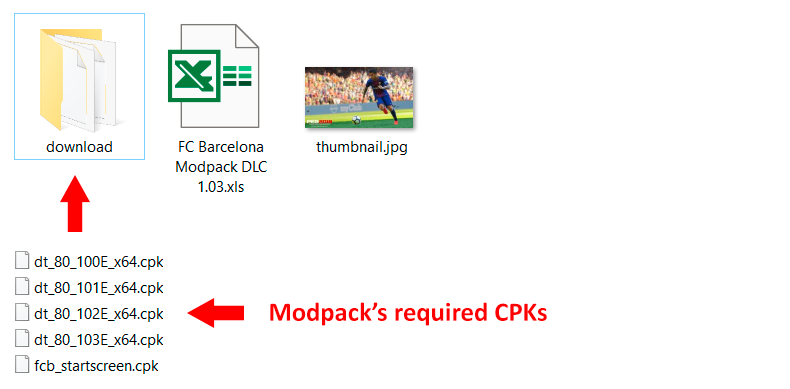 download
FC Barcelona
Modpack DLC
1.03.xls
thumbnail.jpg
dt_80_100E_x64.cpk
dt_80_101E_x64.cpk
dt_80_102E_x64.cpk
dt_80_103E_x64.cpk
fcb_startscreen.cpk
Modpack's required CPKs